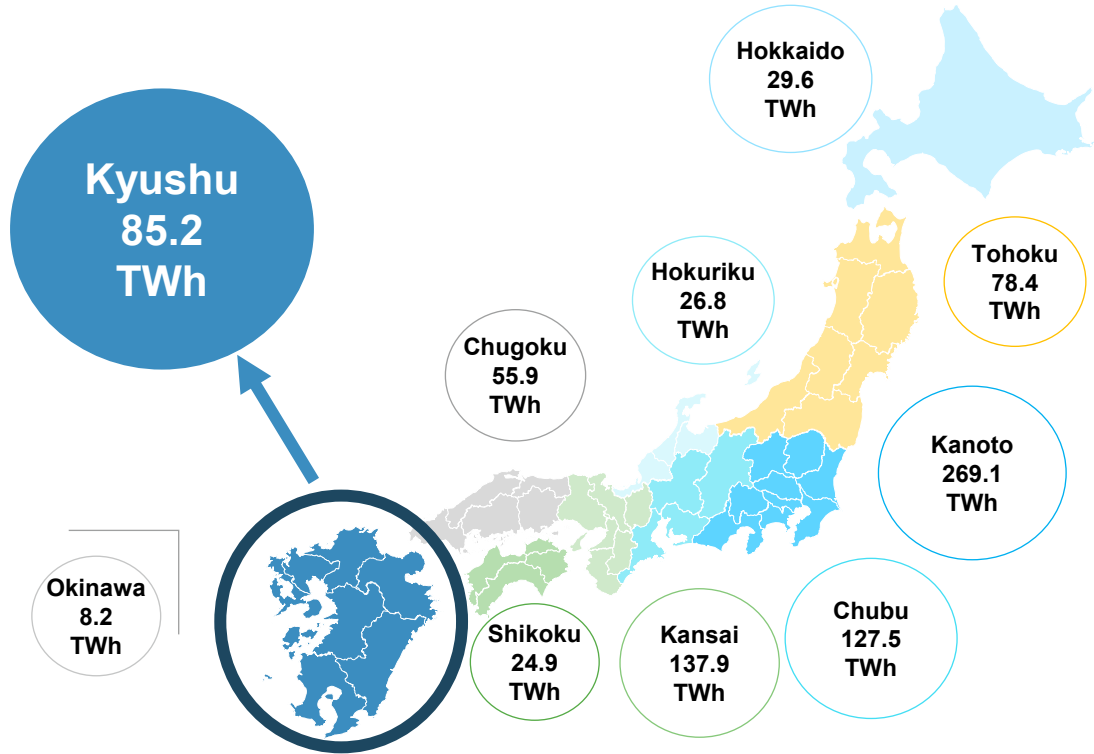 Hokkaido
29.6
TWh
Kyushu
85.2
TWh
Hokuriku
26.8
TWh
Tohoku
78.4
TWh
Chugoku
55.9
TWh
Kanoto
269.1
TWh
Okinawa
8.2
TWh
Shikoku
24.9
TWh
Kansai
137.9
TWh
Chubu
127.5
TWh